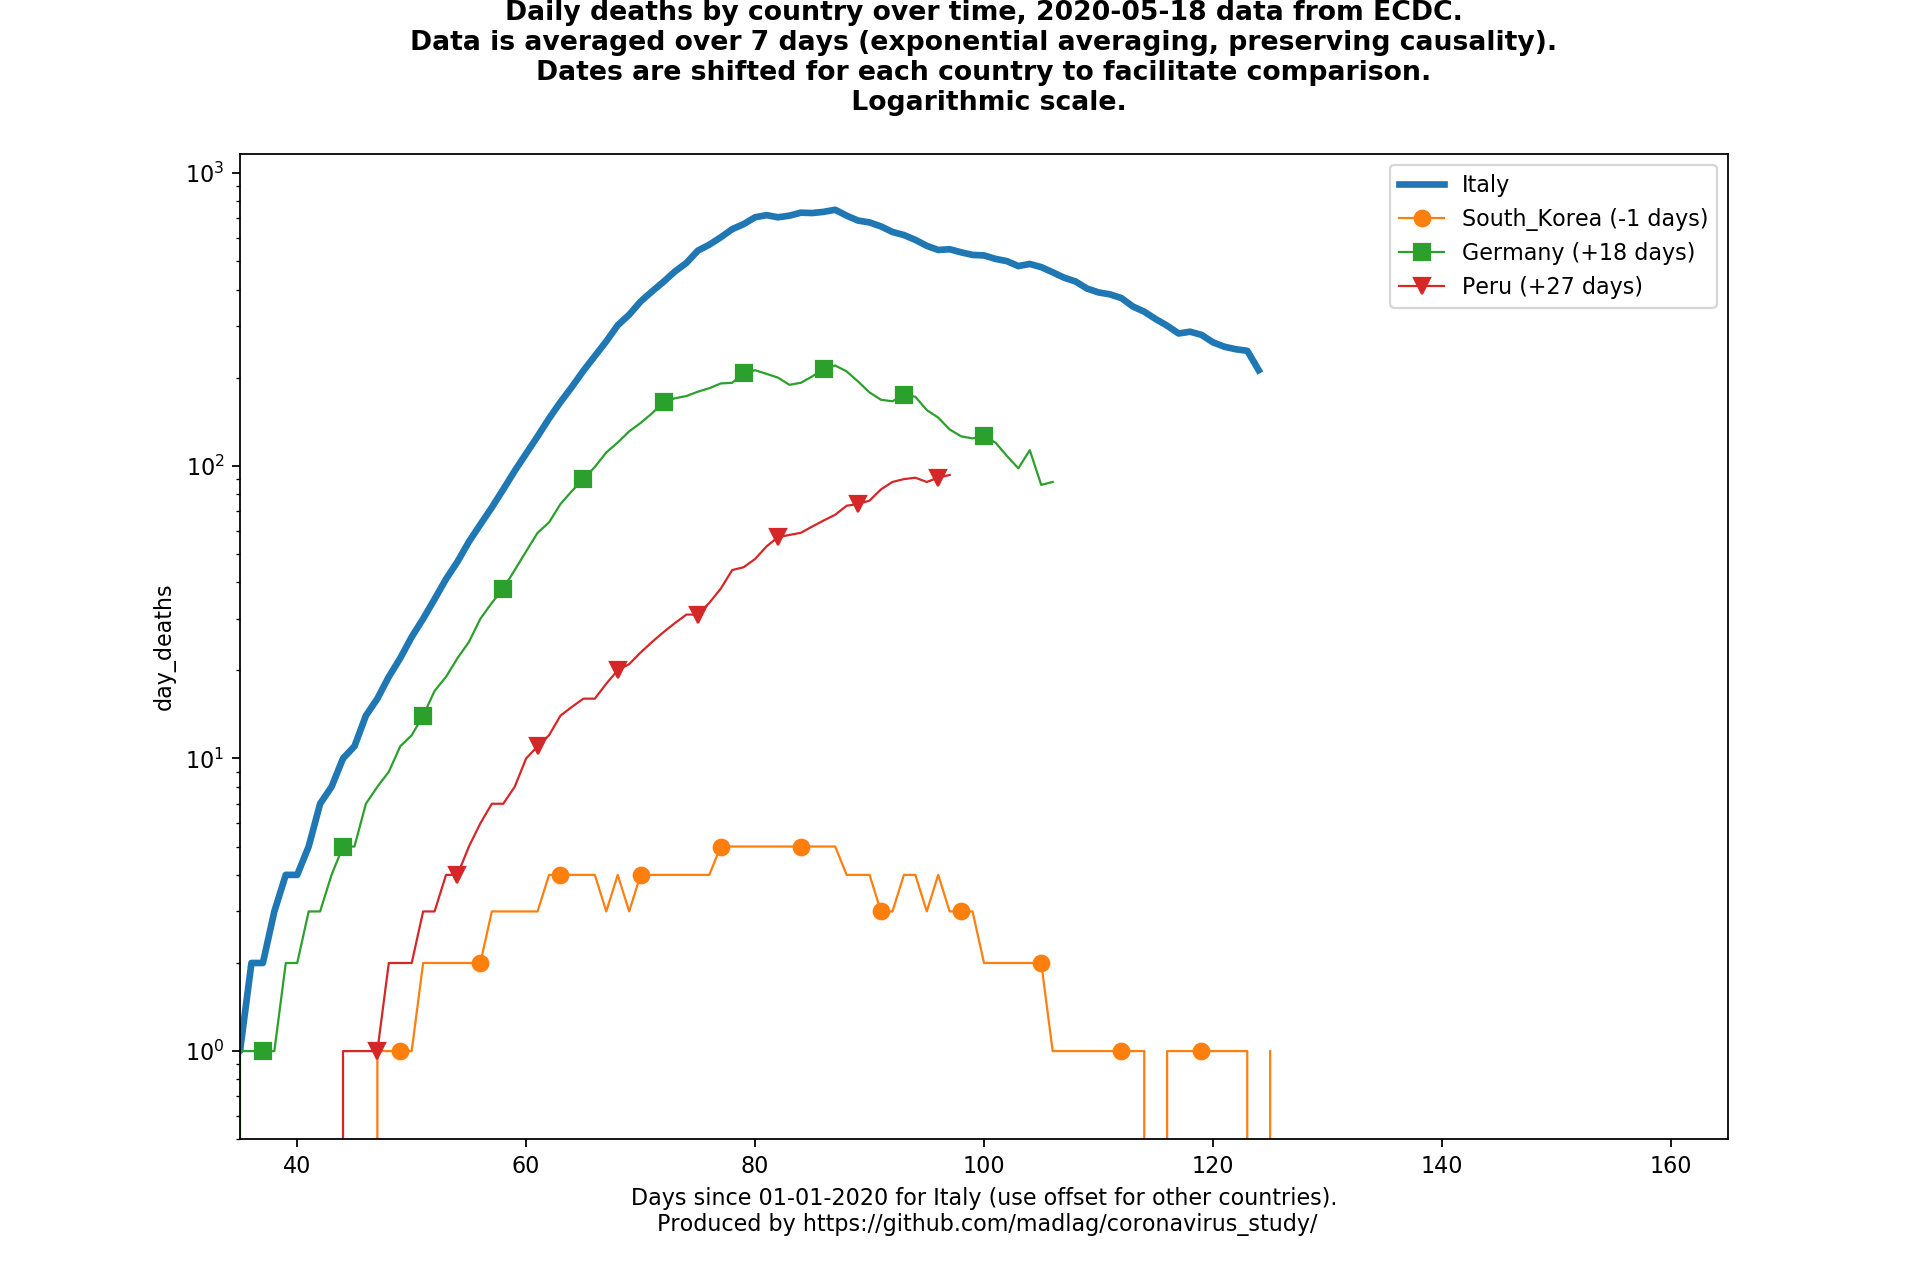 Daily deaths by country over time, 2020-05-18 data from ECDC.
Data is averaged over 7 days (exponential averaging, preserving causality).
Dates are shifted for each country to facilitate comparison.
Logarithmic scale.
10³
10²
10¹
10⁰
day_deaths
Italy
South_Korea (-1 days)
Germany (+18 days)
Peru (+27 days)
40 60 80 100 120 140 160
Days since 01-01-2020 for Italy (use offset for other countries).
Produced by https://github.com/madlag/coronavirus_study/